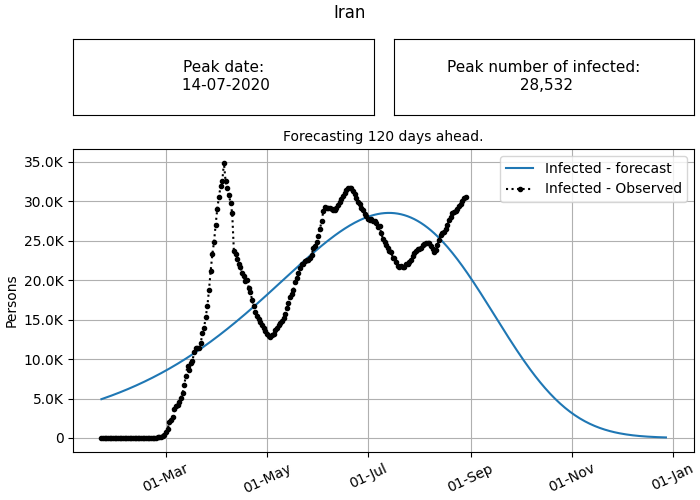 Iran
Peak date:
14-07-2020
Peak number of infected:
28,532
Forecasting 120 days ahead.
35.0K
30.0K
25.0K
20.0K
15.0K
10.0K
5.0K
0
Persons
Infected - forecast
Infected - Observed
01-Mar
01-May
01-Jul
01-Sep
01-Nov
01-Jan